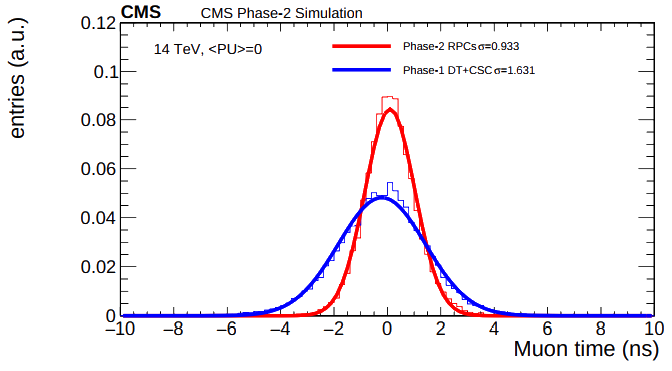 CMS CMS Phase-2 Simulation
14 TeV, <PU>=0
Phase-2 RPCs σ=0.933
Phase-1 DT+CSC σ=1.631
entries (a.u.)
0.12
0.1
0.08
0.06
0.04
0.02
0
−10 −8 −6 −4 −2 0 2 4 6 8 10
Muon time (ns)